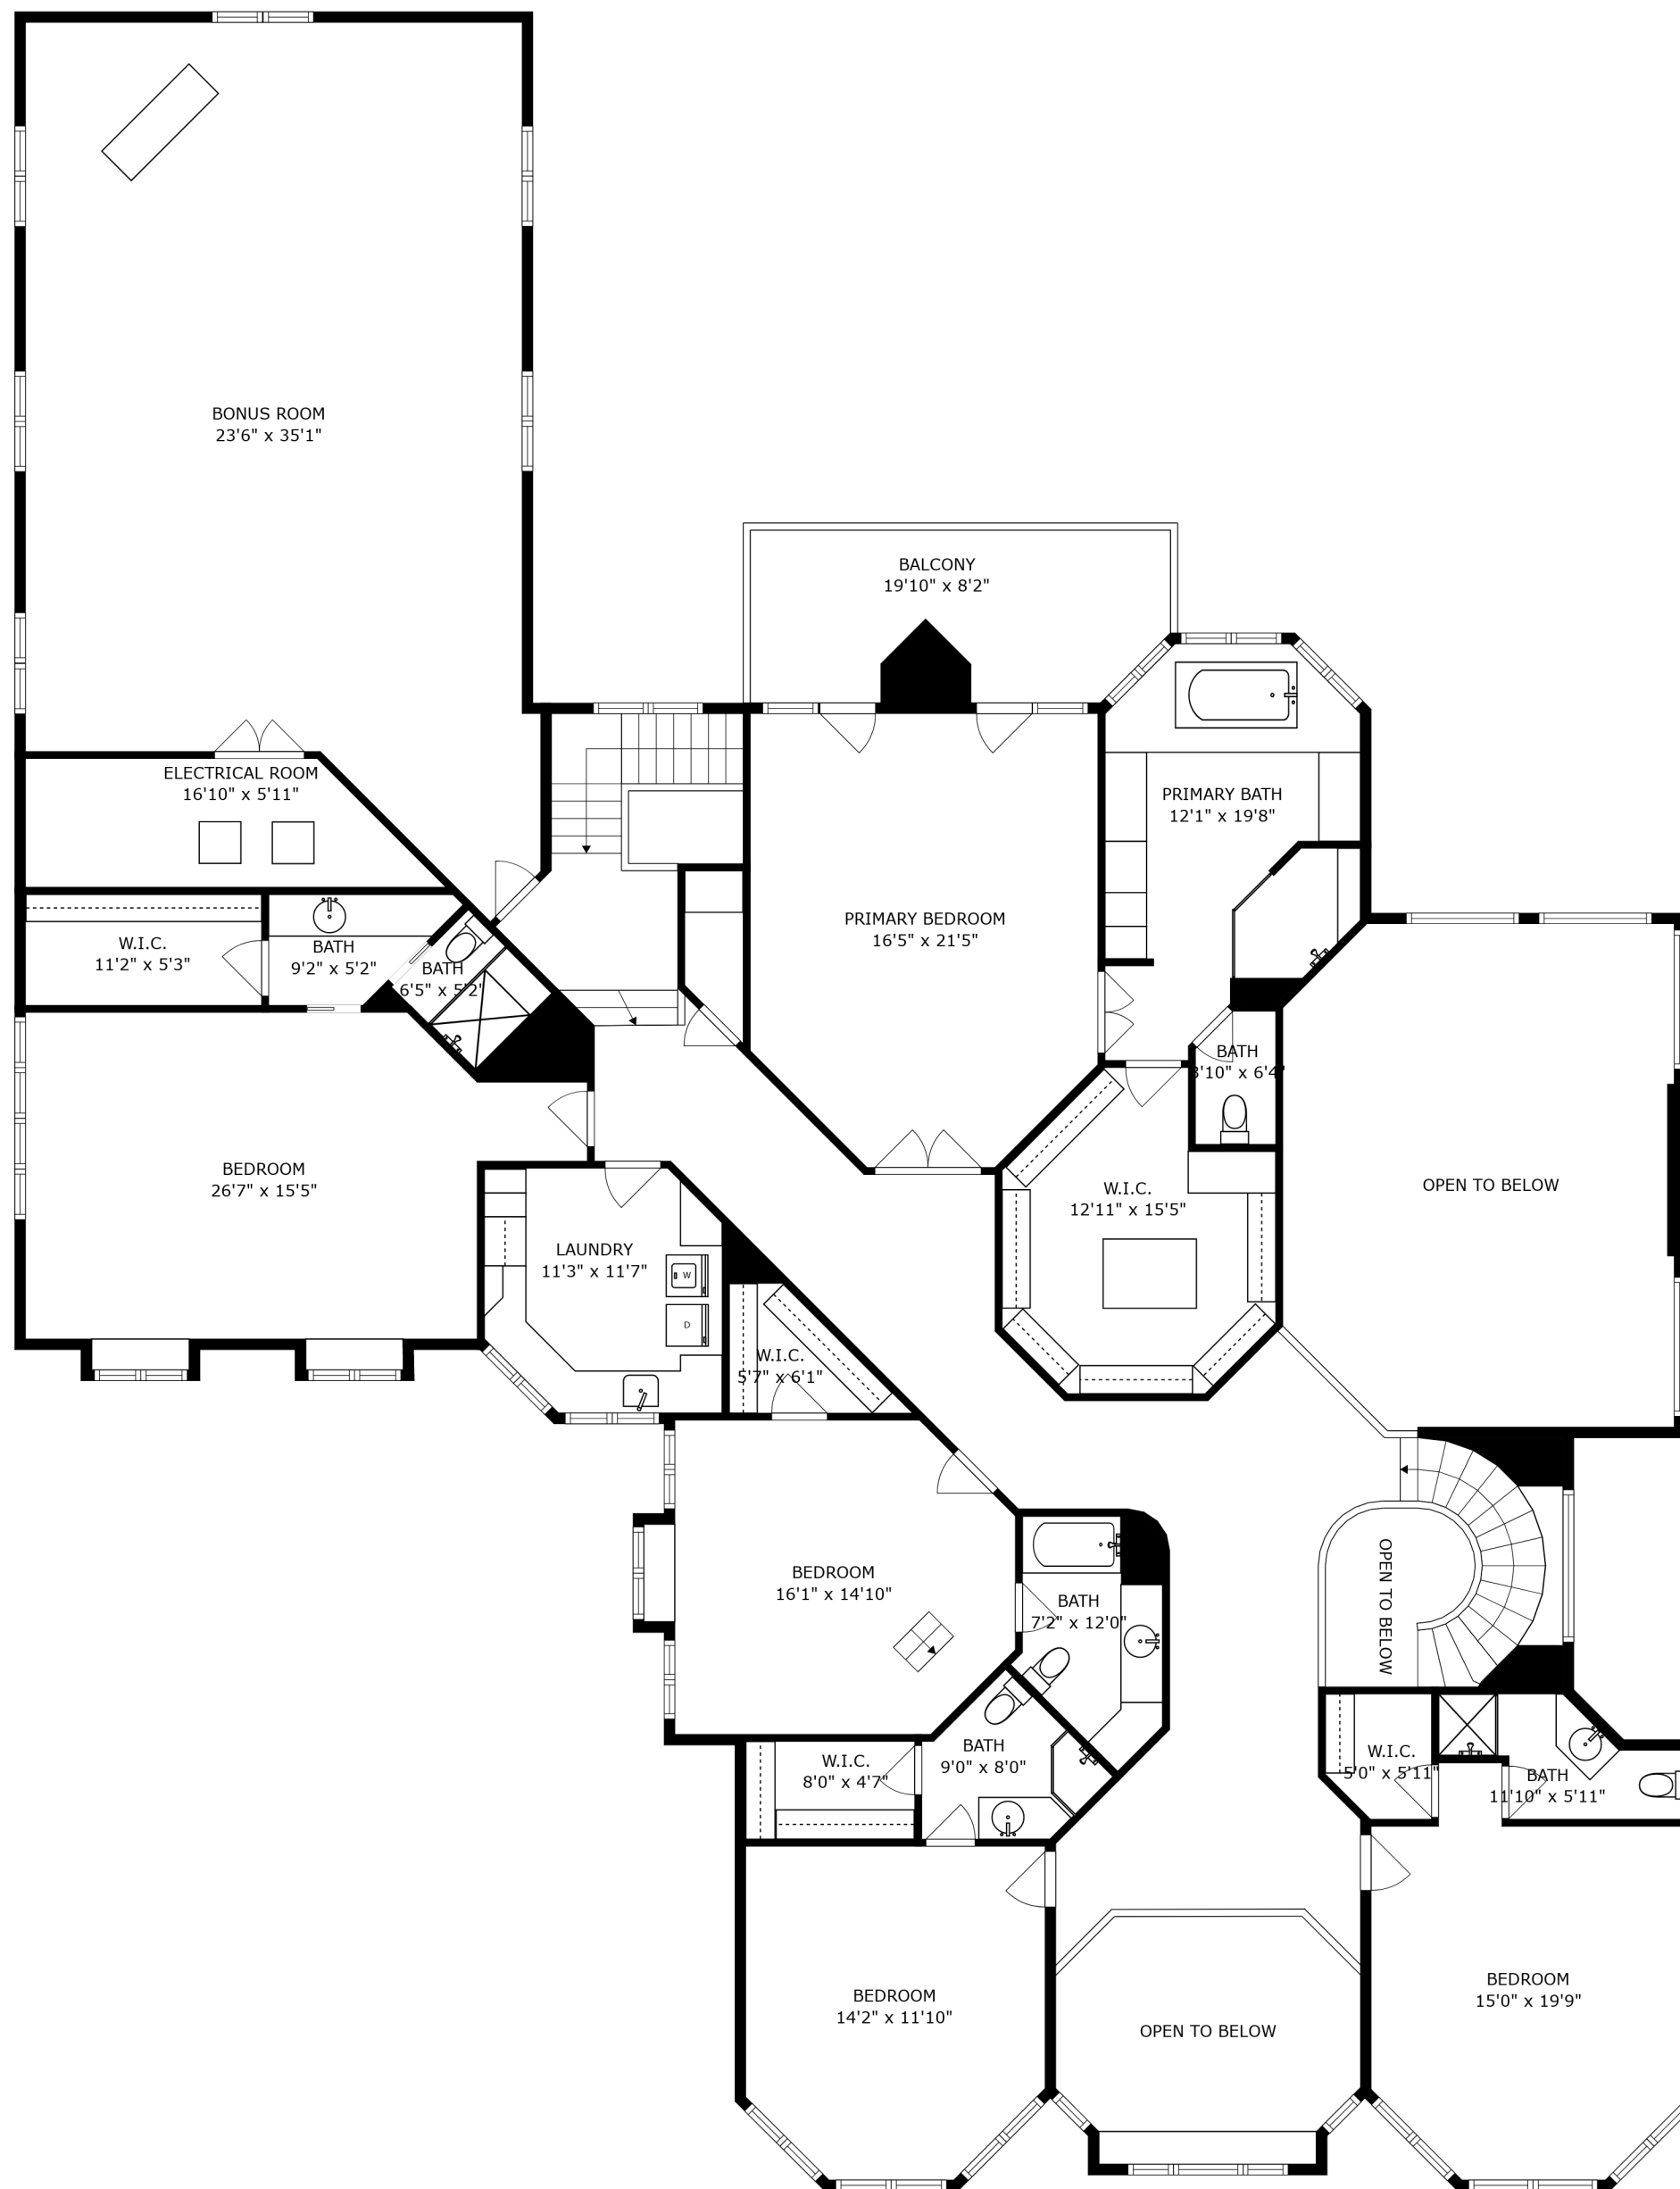 BONUS ROOM
23'6" x 35'1"
BALCONY
19'10" x 8'2"
ELECTRICAL ROOM
16'10" x 5'11"
PRIMARY BATH
12'1" x 19'8"
PRIMARY BEDROOM
16'5" x 21'5"
W.I.C.
11'2" x 5'3"
BATH
9'2" x 5'2"
BATH
6'5" x 5'2"
BATH
3'10" x 6'4"
BEDROOM
26'7" x 15'5"
W.I.C.
12'11" x 15'5"
OPEN TO BELOW
LAUNDRY
11'3" x 11'7"
W
D
W.I.C.
5'7" x 6'1"
BEDROOM
16'1" x 14'10"
BATH
7'2" x 12'0"
OPEN TO BELOW
W.I.C.
8'0" x 4'7"
BATH
9'0" x 8'0"
W.I.C.
5'0" x 5'11"
BATH
11'10" x 5'11"
BEDROOM
14'2" x 11'10"
OPEN TO BELOW
BEDROOM
15'0" x 19'9"